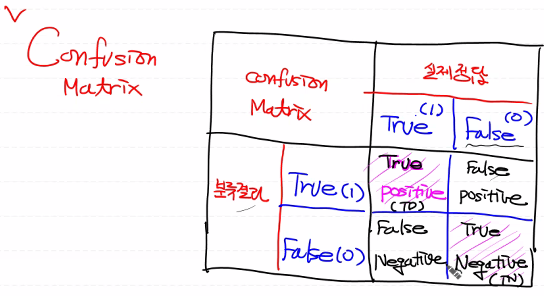 ✓
Confusion
Matrix
Confusion
Matrix
실제정답
True (1)
False (0)
분류결과
True (1)
True
positive
(TP)
False
positive
False (0)
False
Negative
True
Negative
(TN)